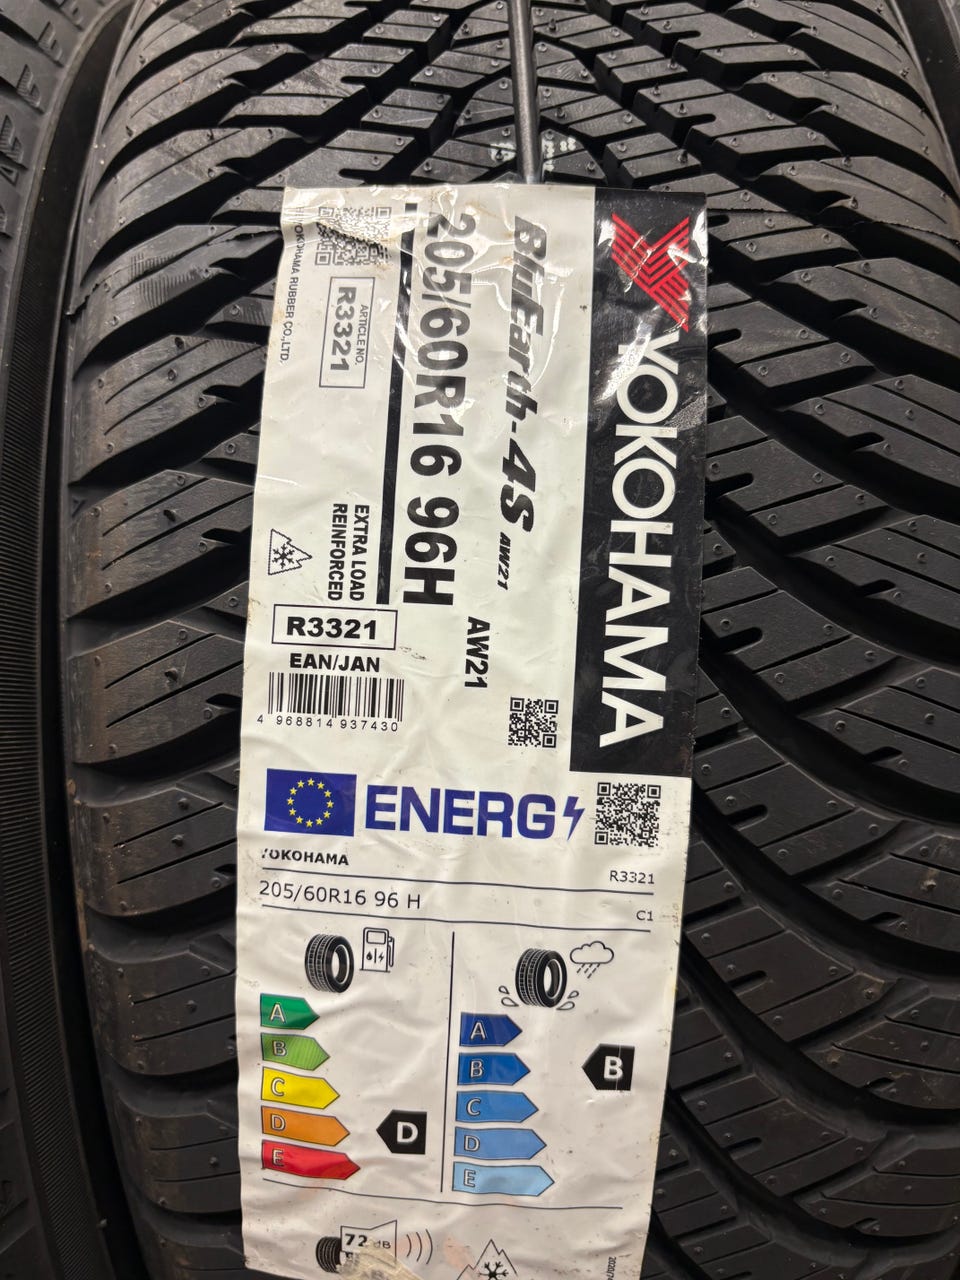 YOKOHAMA
BluEarth-4S AW21
AW21
205/60R16 96H
EXTRA LOAD
REINFORCED
ARTICLE NO.
R3321
YOKOHAMA RUBBER CO.,LTD.
R3321
EAN/JAN
4 968814 937430
ENERG
YOKOHAMA
R3321
205/60R16 96 H
C1
A
B
C
D
E
D
A
B
C
D
E
B
72 dB